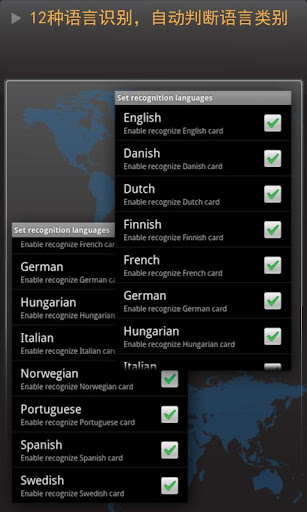 12种语言识别，自动判断语言类别
Set recognition languages
English
Enable recognize English card
Danish
Enable recognize Danish card
Dutch
Enable recognize Dutch card
Finnish
Enable recognize Finnish card
French
Enable recognize French card
German
Enable recognize German card
Hungarian
Enable recognize Hungarian card
Italian
Set recognition languages
Enable recognize French card
German
Enable recognize German car
Hungarian
Enable recognize Hungarian
Italian
Enable recognize Italian card
Norwegian
Enable recognize Norwegian card
Portuguese
Enable recognize Portuguese card
Spanish
Enable recognize Spanish card
Swedish
Enable recognize Swedish card